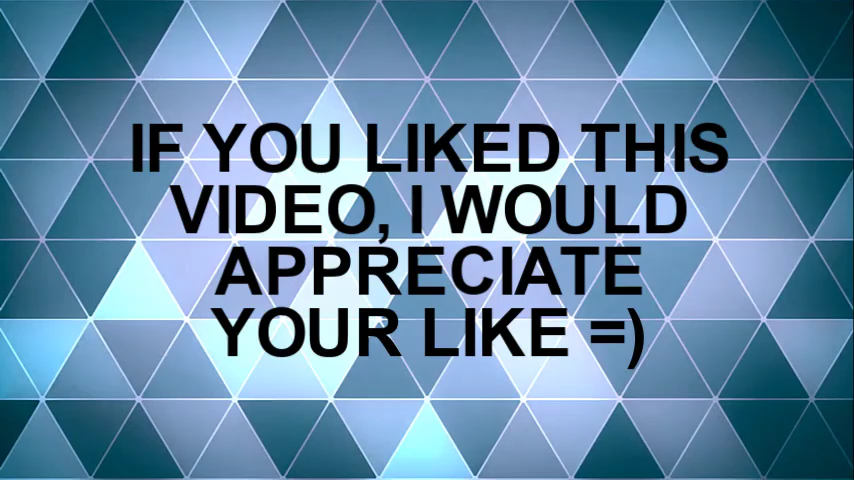 IF YOU LIKED THIS
VIDEO, I WOULD
APPRECIATE
YOUR LIKE =)